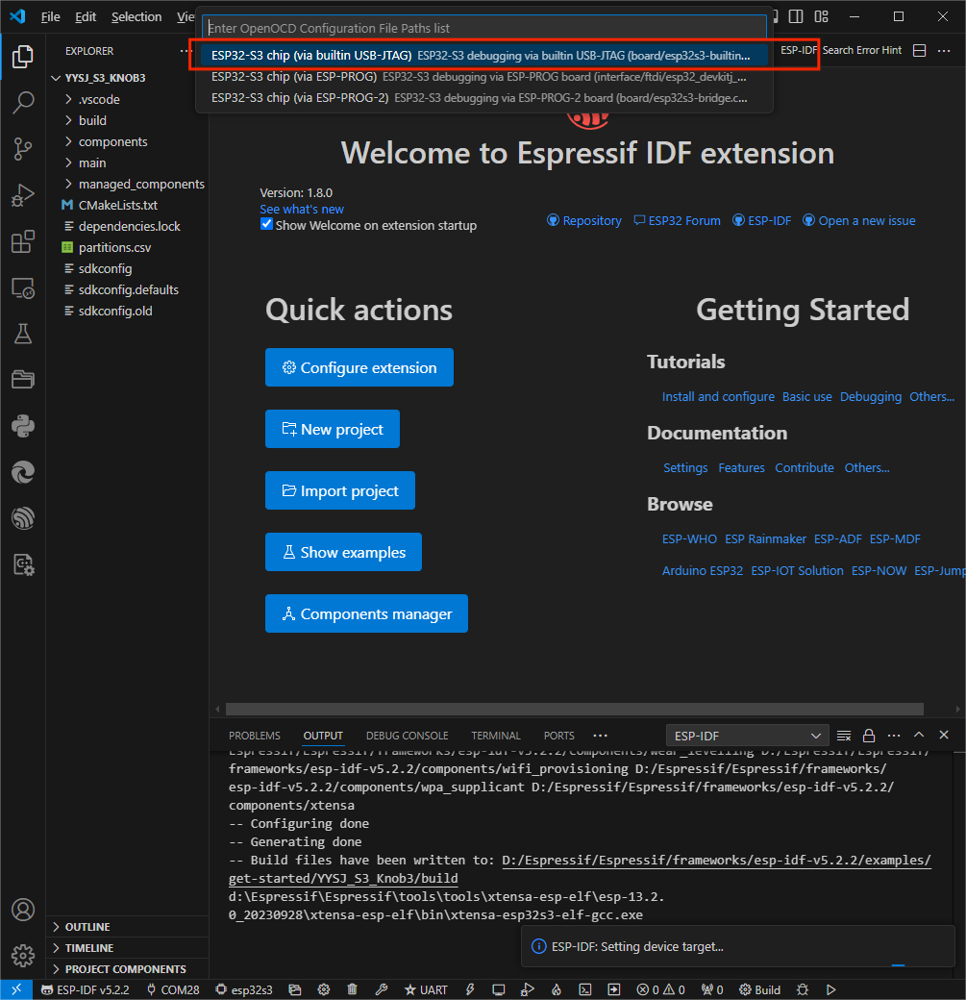 File Edit Selection Vie
Enter OpenOCD Configuration File Paths list
ESP32-S3 chip (via builtin USB-JTAG) ESP32-S3 debugging via builtin USB-JTAG (board/esp32s3-builtin...
ESP32-S3 chip (via ESP-PROG) ESP32-S3 debugging via ESP-PROG board (interface/ftdi/esp32_devkitj_...
ESP32-S3 chip (via ESP-PROG-2) ESP32-S3 debugging via ESP-PROG-2 board (board/esp32s3-bridge.c...
ESP-IDF Search Error Hint
EXPLORER
YYSJ_S3_KNOB3
.vscode
build
components
main
managed_components
CMakeLists.txt
dependencies.lock
partitions.csv
sdkconfig
sdkconfig.defaults
sdkconfig.old
OUTLINE
TIMELINE
PROJECT COMPONENTS
Welcome to Espressif IDF extension
Version: 1.8.0
See what's new
Show Welcome on extension startup
Repository ESP32 Forum ESP-IDF Open a new issue
Quick actions
Configure extension
New project
Import project
Show examples
Components manager
Getting Started
Tutorials
Install and configure Basic use Debugging Others...
Documentation
Settings Features Contribute Others...
Browse
ESP-WHO ESP Rainmaker ESP-ADF ESP-MDF
Arduino ESP32 ESP-IOT Solution ESP-NOW ESP-Jump
PROBLEMS OUTPUT DEBUG CONSOLE TERMINAL PORTS ESP-IDF
Espressif/Espressif/frameworks/esp-idf-v5.2.2/components/wear_levelling D:/Espressif/Espressif/
frameworks/esp-idf-v5.2.2/components/wifi_provisioning D:/Espressif/Espressif/frameworks/
esp-idf-v5.2.2/components/wpa_supplicant D:/Espressif/Espressif/frameworks/esp-idf-v5.2.2/
components/xtensa
-- Configuring done
-- Generating done
-- Build files have been written to: D:/Espressif/Espressif/frameworks/esp-idf-v5.2.2/examples/
get-started/YYSJ_S3_Knob3/build
d:\Espressif\Espressif\tools\tools\xtensa-esp-elf\esp-13.2.
0_20230928\xtensa-esp-elf\bin\xtensa-esp32s3-elf-gcc.exe
ESP-IDF: Setting device target...
ESP-IDF v5.2.2 COM28 esp32s3 UART 0 0 0 Build